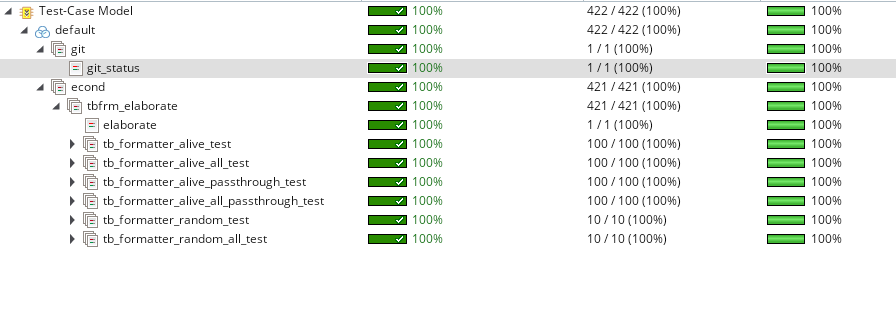 Test-Case Model 100% 422 / 422 (100%) 100%
default 100% 422 / 422 (100%) 100%
git 100% 1 / 1 (100%) 100%
git_status 100% 1 / 1 (100%) 100%
econd 100% 421 / 421 (100%) 100%
tbfrm_elaborate 100% 421 / 421 (100%) 100%
elaborate 100% 1 / 1 (100%) 100%
tb_formatter_alive_test 100% 100 / 100 (100%) 100%
tb_formatter_alive_all_test 100% 100 / 100 (100%) 100%
tb_formatter_alive_passthrough_test 100% 100 / 100 (100%) 100%
tb_formatter_alive_all_passthrough_test 100% 100 / 100 (100%) 100%
tb_formatter_random_test 100% 10 / 10 (100%) 100%
tb_formatter_random_all_test 100% 10 / 10 (100%) 100%